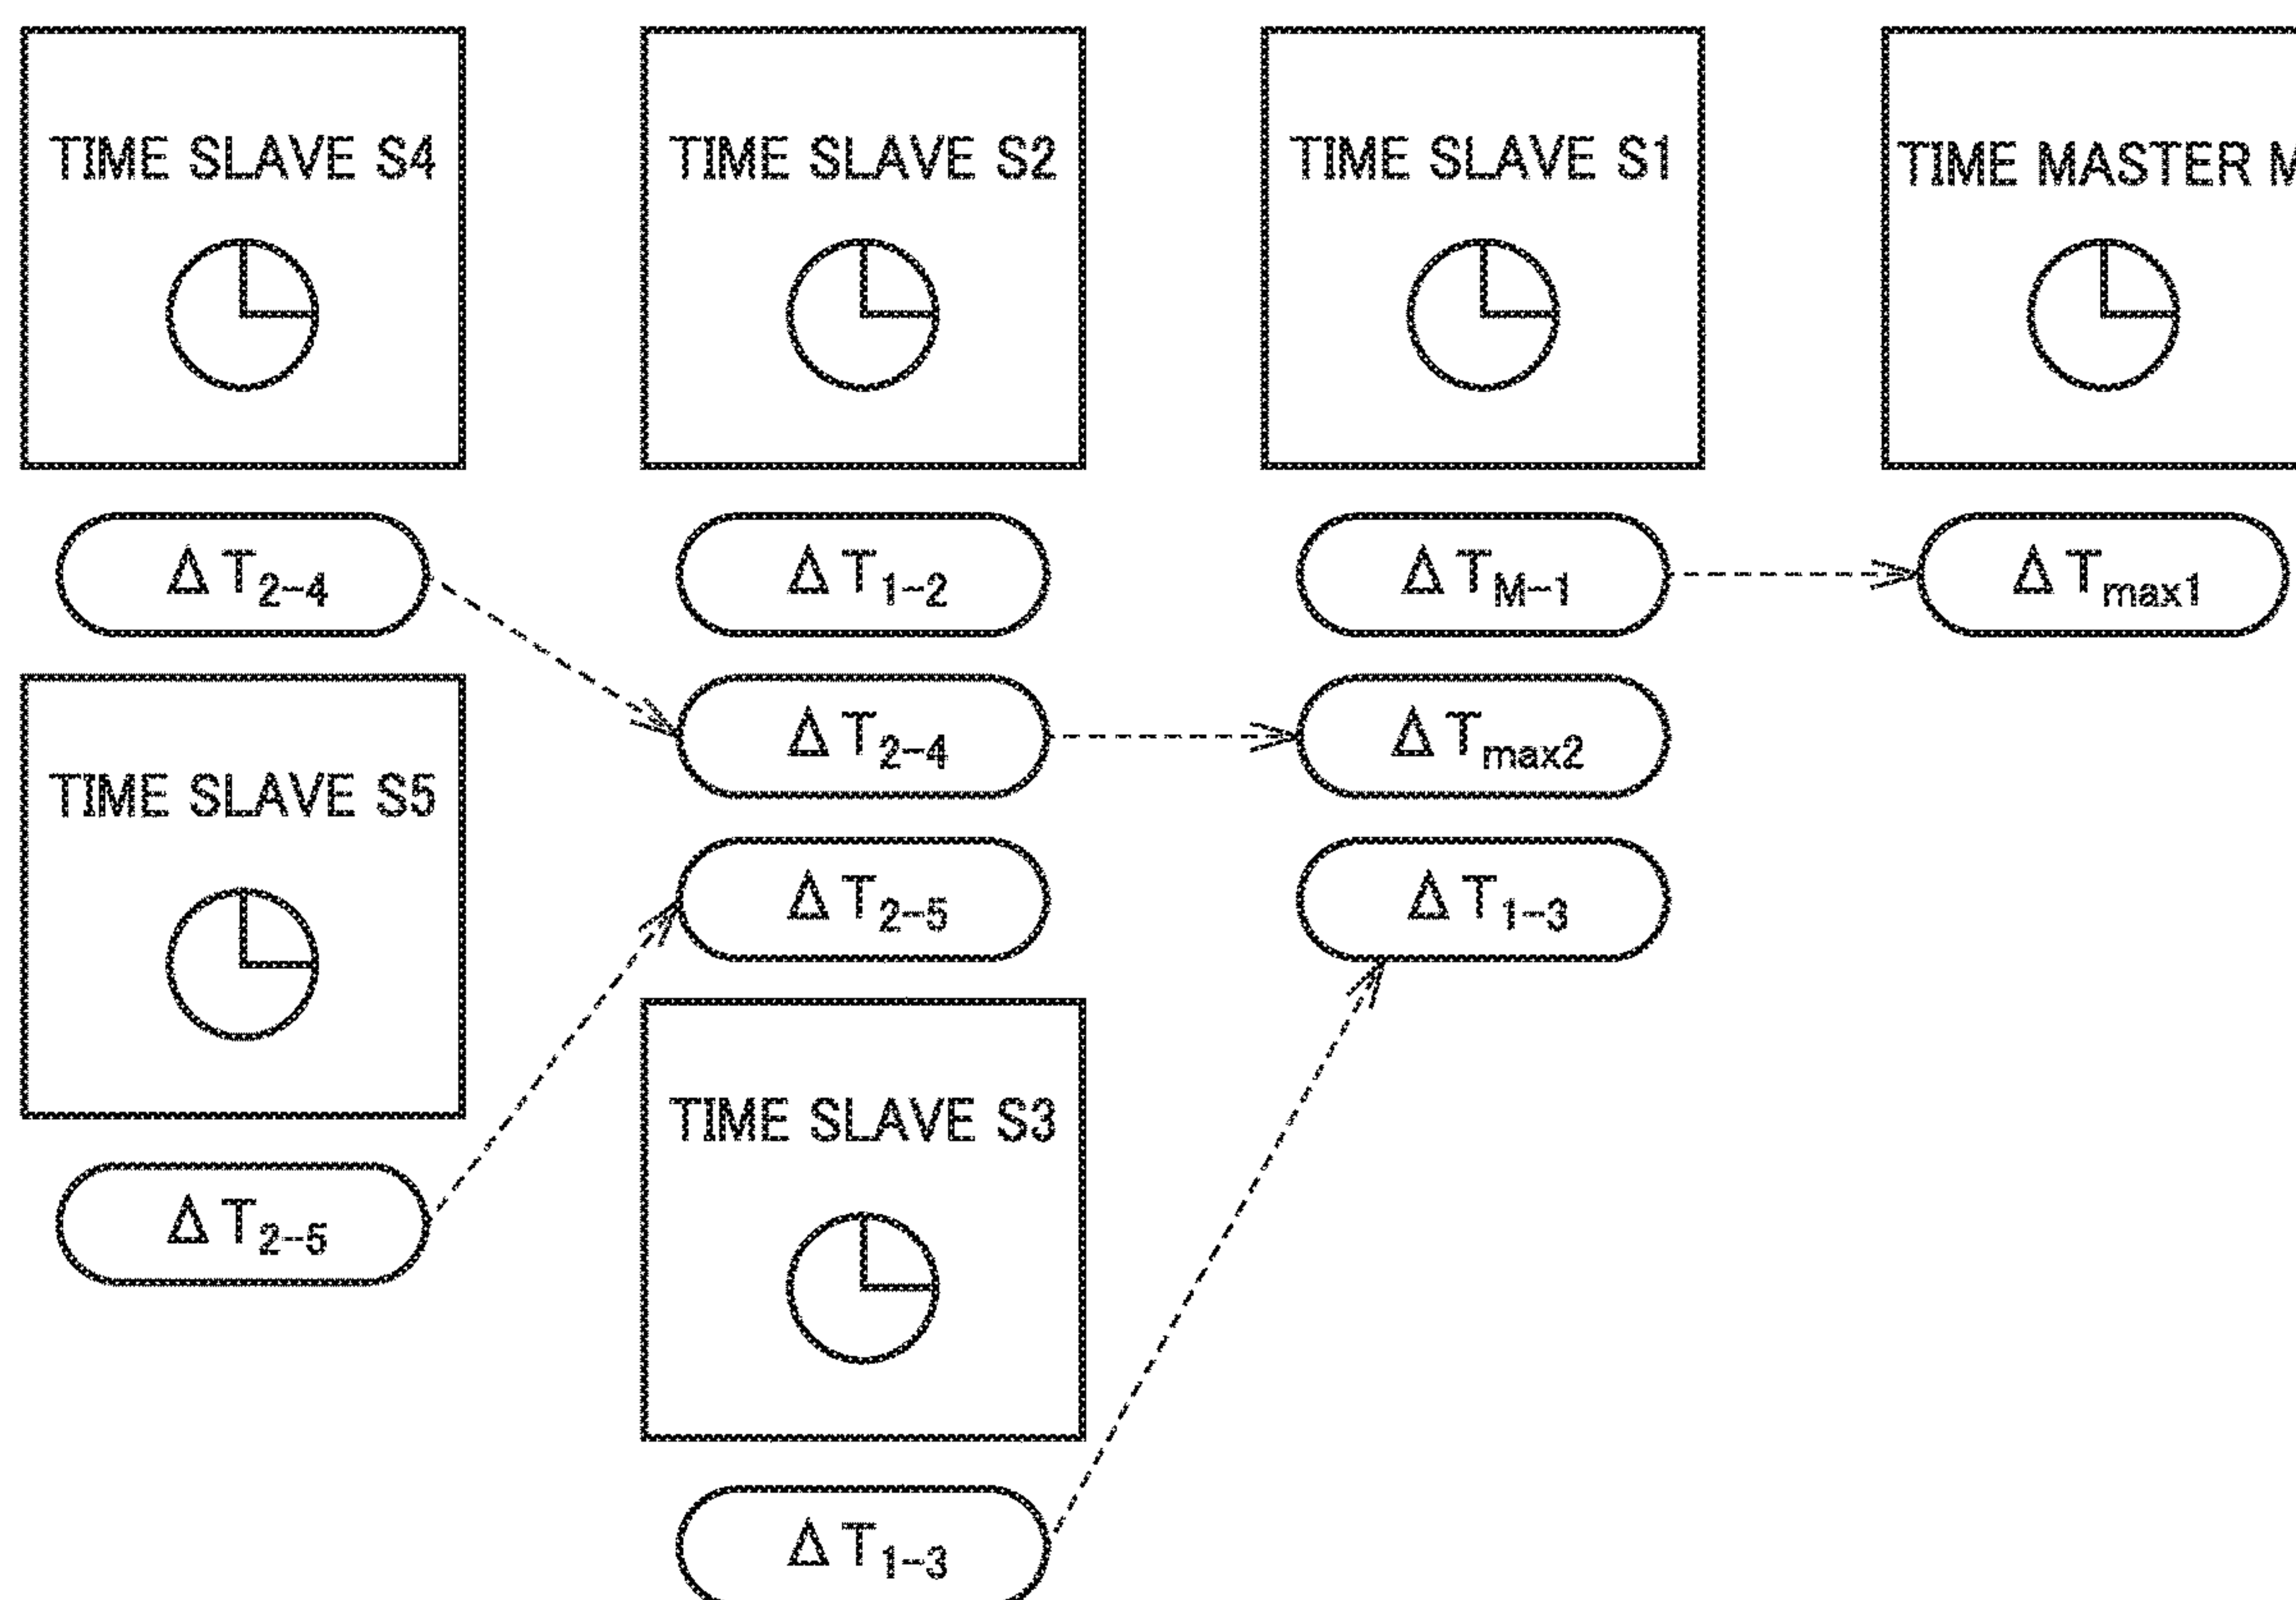 TIME SLAVE S4
TIME SLAVE S2
TIME SLAVE S1
TIME MASTER M
ΔT2-4
ΔT1-2
ΔTM-1
ΔTmax1
ΔT2-4
ΔTmax2
TIME SLAVE S5
ΔT2-5
ΔT1-3
TIME SLAVE S3
ΔT2-5
ΔT1-3